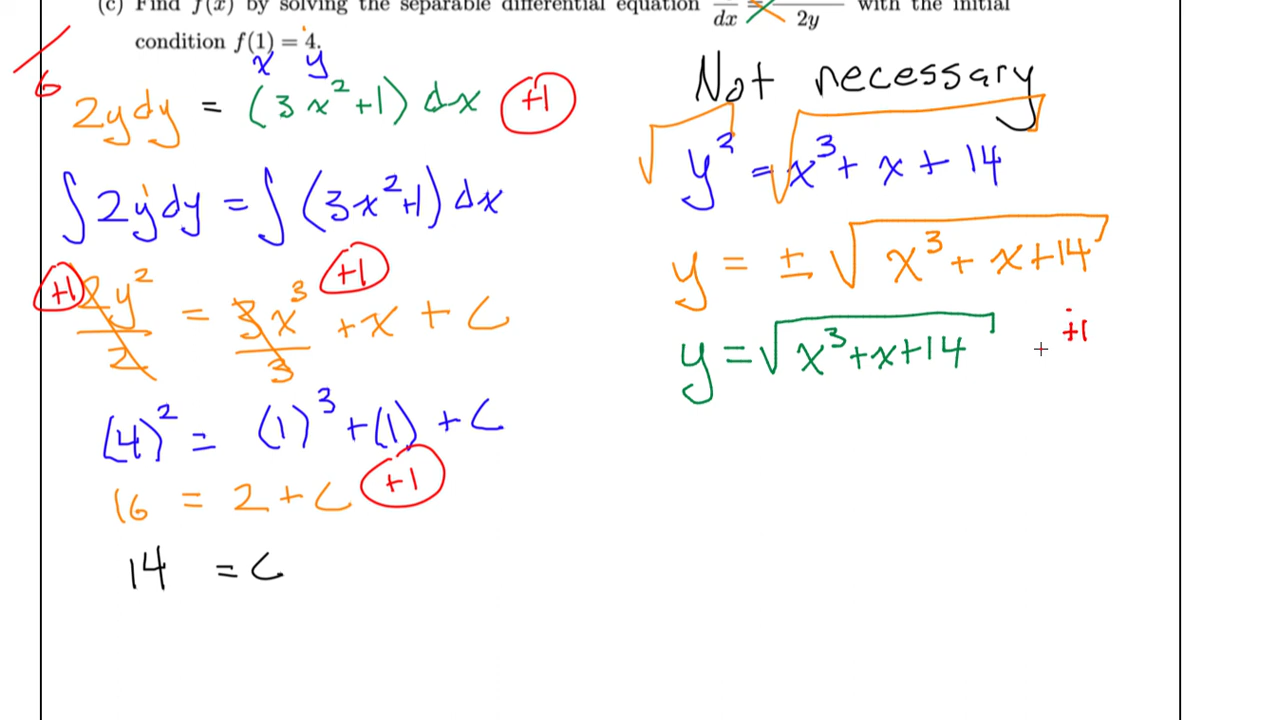 (c) Find f(x) by solving the separable differential equation dx = 2y with the initial
condition f(1) = 4.
x y
/6
2y dy = (3x²+1) dx +1
∫2y dy = ∫(3x²+1) dx
+1 2y²/2 = 3x³/3 + x + C +1
(4)² = (1)³ + (1) + C
16 = 2 + C +1
14 = C
Not necessary
√y² = √x³ + x + 14
y = ± √x³ + x + 14
y = √x³ + x + 14 +1